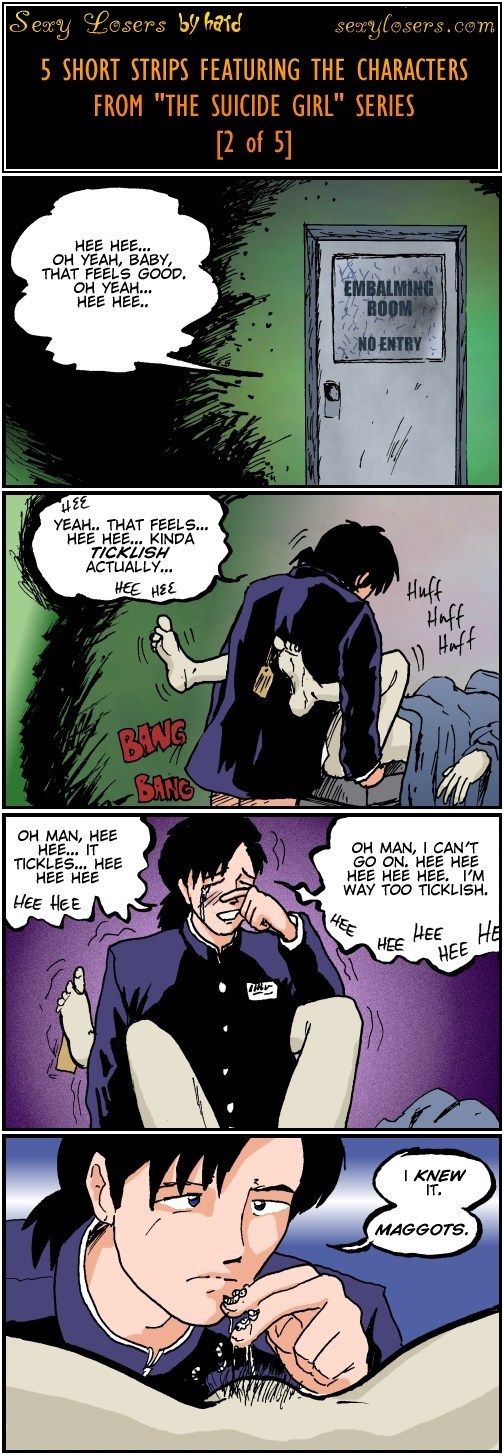 Sexy Losers by hard sexylosers.com
5 SHORT STRIPS FEATURING THE CHARACTERS
FROM "THE SUICIDE GIRL" SERIES
[2 of 5]
HEE HEE...
OH YEAH, BABY,
THAT FEELS GOOD.
OH YEAH...
HEE HEE..
EMBALMING
ROOM
NO ENTRY
HEE
YEAH.. THAT FEELS...
HEE HEE... KINDA
TICKLISH
ACTUALLY...
HEE HEE
Huff
Huff
Huff
BANG
BANG
OH MAN, HEE
HEE... IT
TICKLES... HEE
HEE HEE
HEE HEE
OH MAN, I CAN'T
GO ON. HEE HEE
HEE HEE HEE. I'M
WAY TOO TICKLISH.
HEE HEE HEE HEE HE
I KNEW
IT.
MAGGOTS.